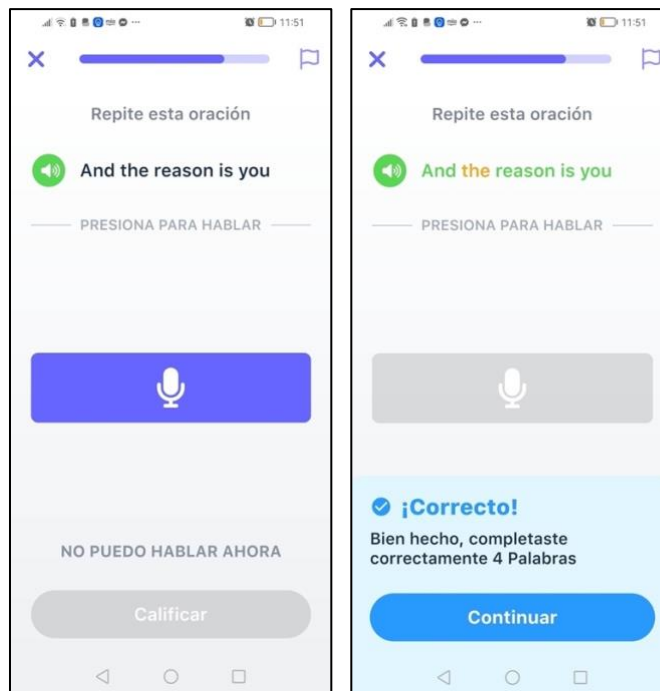 11:51
Repite esta oración
And the reason is you
PRESIONA PARA HABLAR
NO PUEDO HABLAR AHORA
Calificar
11:51
Repite esta oración
And the reason is you
PRESIONA PARA HABLAR
¡Correcto!
Bien hecho, completaste
correctamente 4 Palabras
Continuar